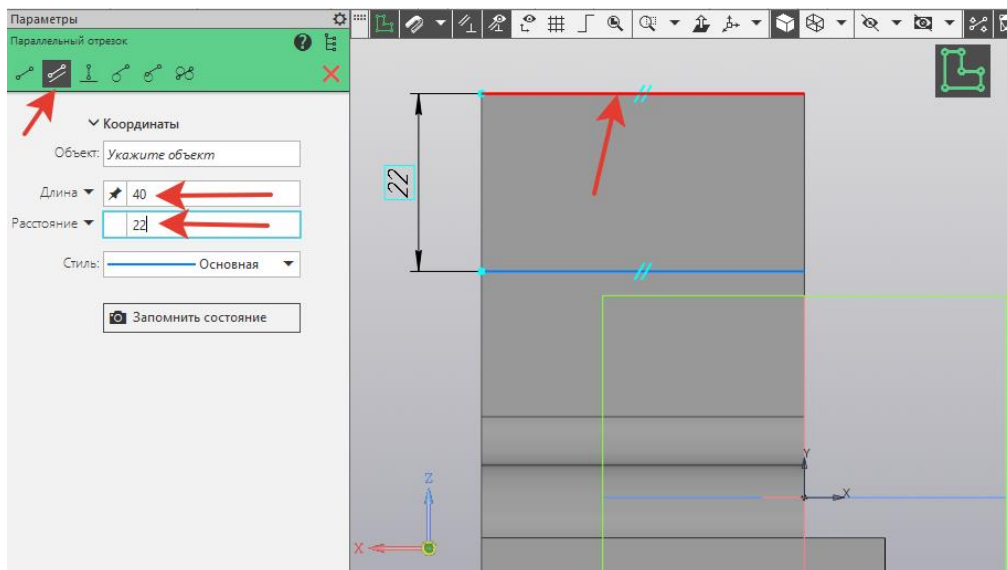 Параметры
Параллельный отрезок
Координаты
Объект: Укажите объект
Длина 40
Расстояние 22
Стиль: Основная
Запомнить состояние
22
Y
X
Z
X